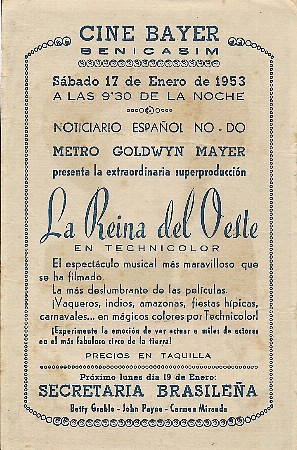 CINE BAYER
BENICASIM
Sábado 17 de Enero de 1953
A LAS 9'30 DE LA NOCHE
NOTICIARIO ESPAÑOL NO-DO
METRO GOLDWYN MAYER
presenta la extraordinaria superproducción
La Reina del Oeste
EN TECHNICOLOR
El espectáculo musical más maravilloso que
se ha filmado.
La más deslumbrante de las películas.
¡Vaqueros, indios, amazonas, fiestas hípicas,
carnavales... en mágicos colores por Technicolor!
¡Experimente la emoción de ver actuar a miles de actores
en el más fabuloso circo de la tierra!
PRECIOS EN TAQUILLA
Próximo lunes día 19 de Enero:
SECRETARIA BRASILEÑA
Betty Grable - John Payne - Carmen Miranda